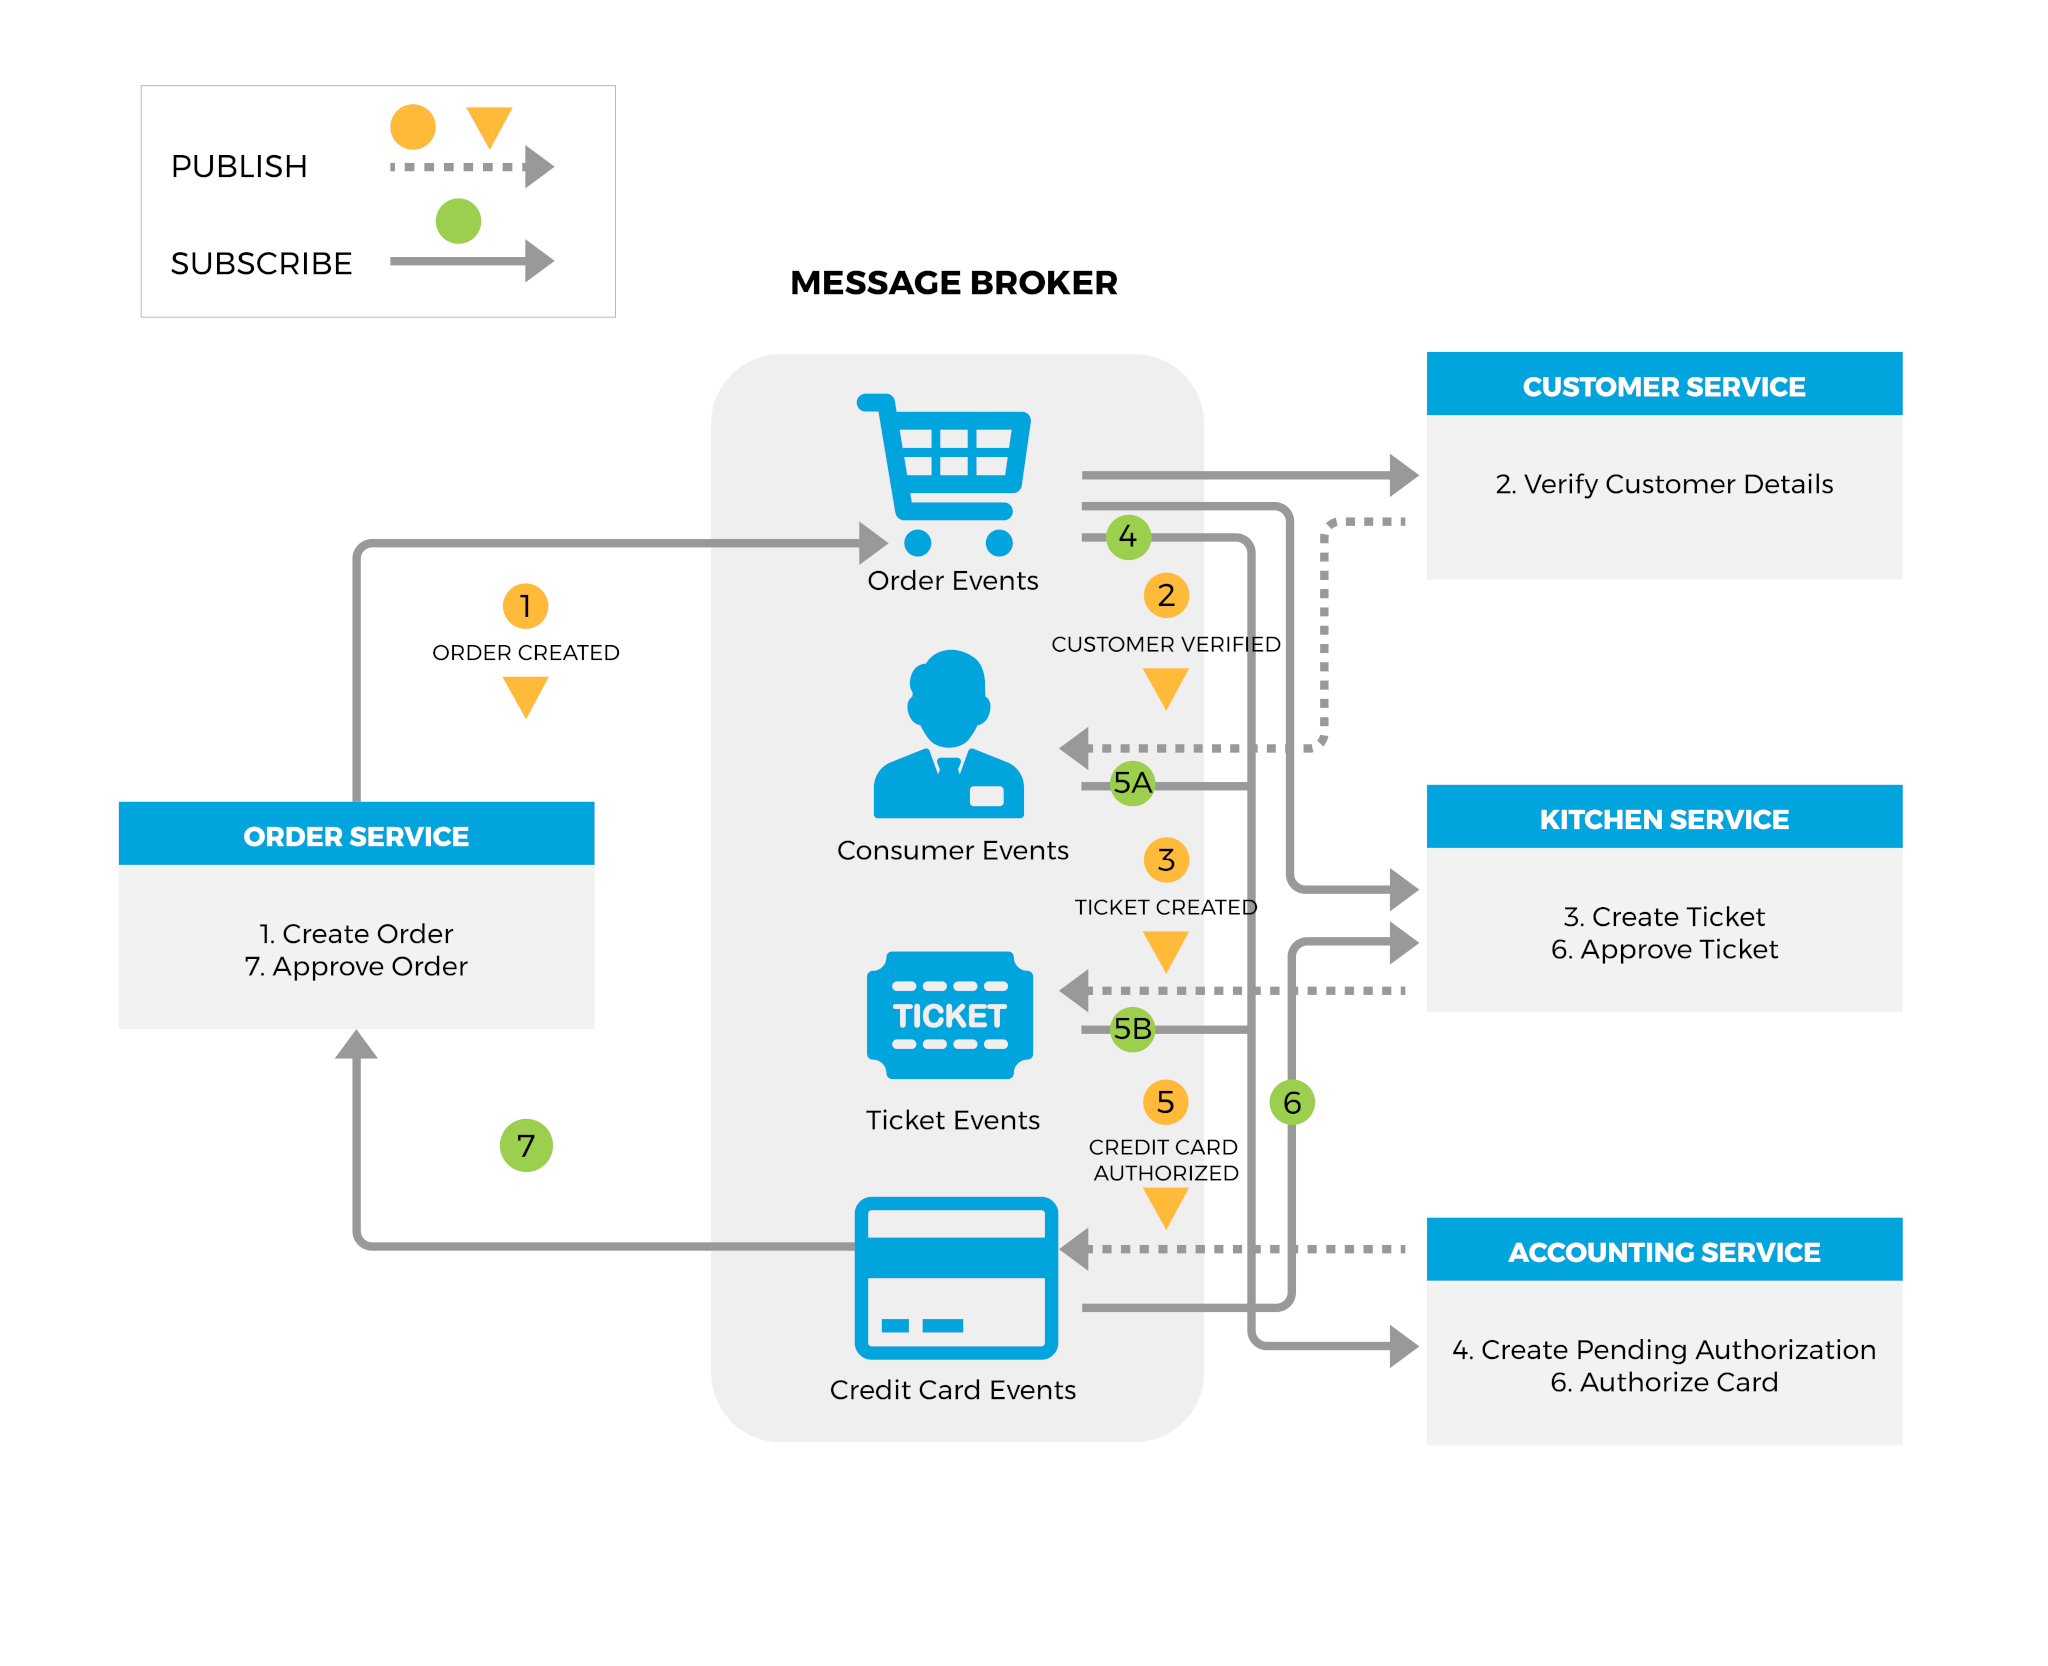 PUBLISH
SUBSCRIBE
MESSAGE BROKER
CUSTOMER SERVICE
2. Verify Customer Details
4
Order Events
1
2
ORDER CREATED
CUSTOMER VERIFIED
5A
ORDER SERVICE
KITCHEN SERVICE
Consumer Events
3
TICKET CREATED
3. Create Ticket
6. Approve Ticket
1. Create Order
7. Approve Order
TICKET
5B
Ticket Events
5
6
7
CREDIT CARD
AUTHORIZED
ACCOUNTING SERVICE
4. Create Pending Authorization
6. Authorize Card
Credit Card Events